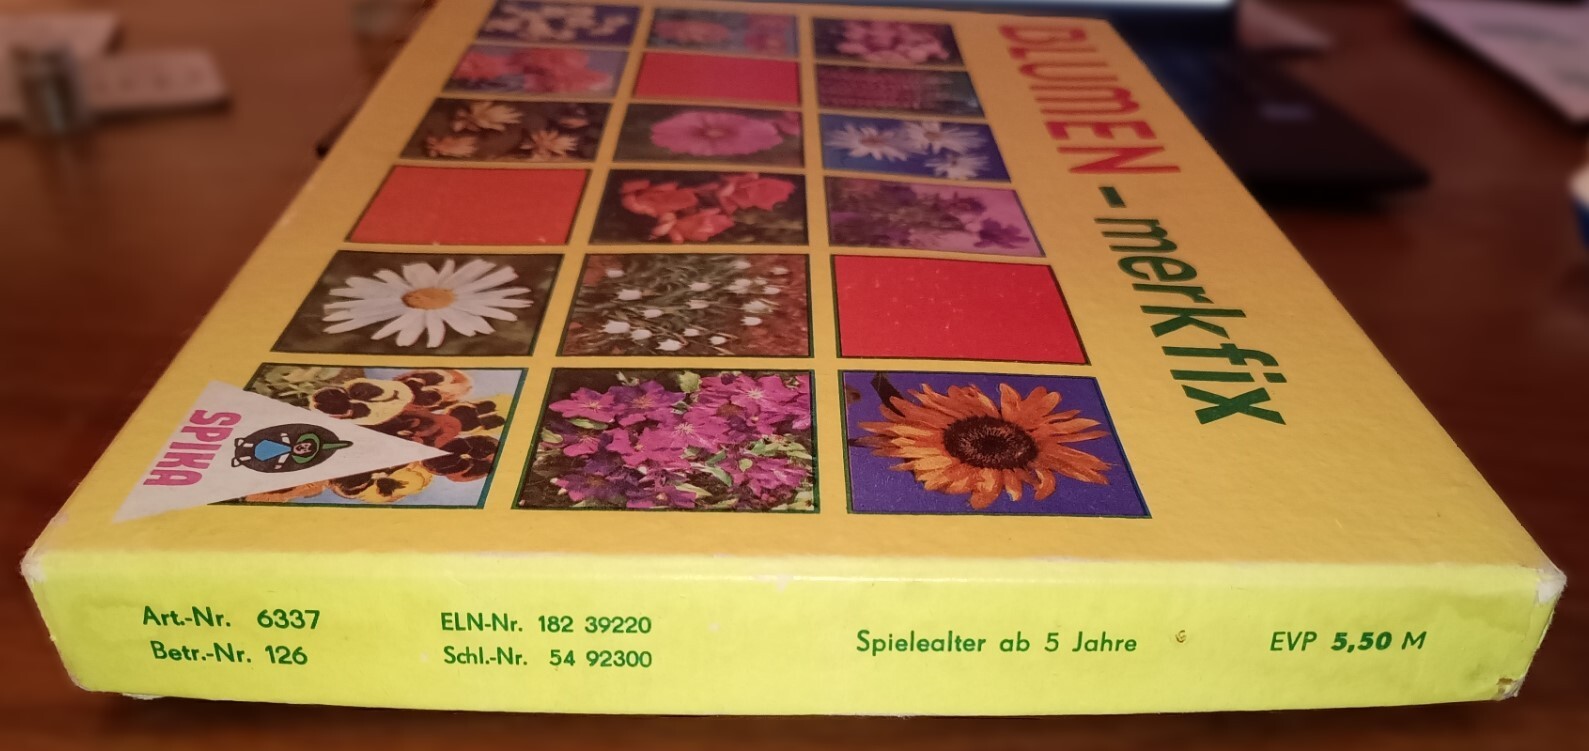 BLUMEN - merkfix
SPIKA
Art.-Nr. 6337
Betr.-Nr. 126
ELN-Nr. 182 39220
Schl.-Nr. 54 92300
Spielealter ab 5 Jahre
EVP 5,50 M